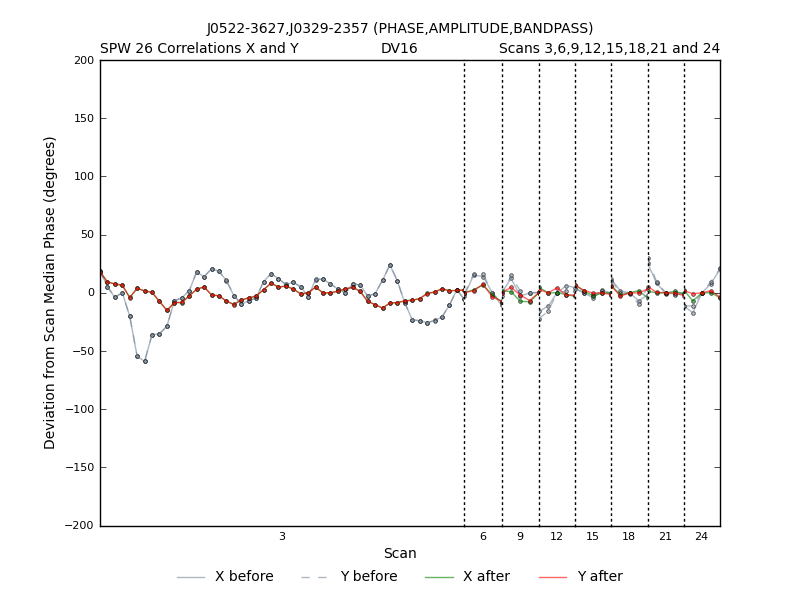 J0522-3627,J0329-2357 (PHASE,AMPLITUDE,BANDPASS)
SPW 26 Correlations X and Y DV16 Scans 3,6,9,12,15,18,21 and 24
200
150
100
50
0
−50
−100
−150
−200
Deviation from Scan Median Phase (degrees)
3 6 9 12 15 18 21 24
Scan
X before Y before X after Y after